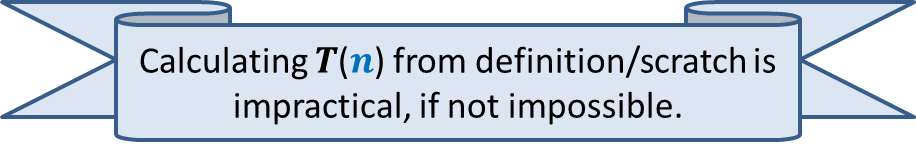 Calculating T(n) from definition/scratch is
impractical, if not impossible.